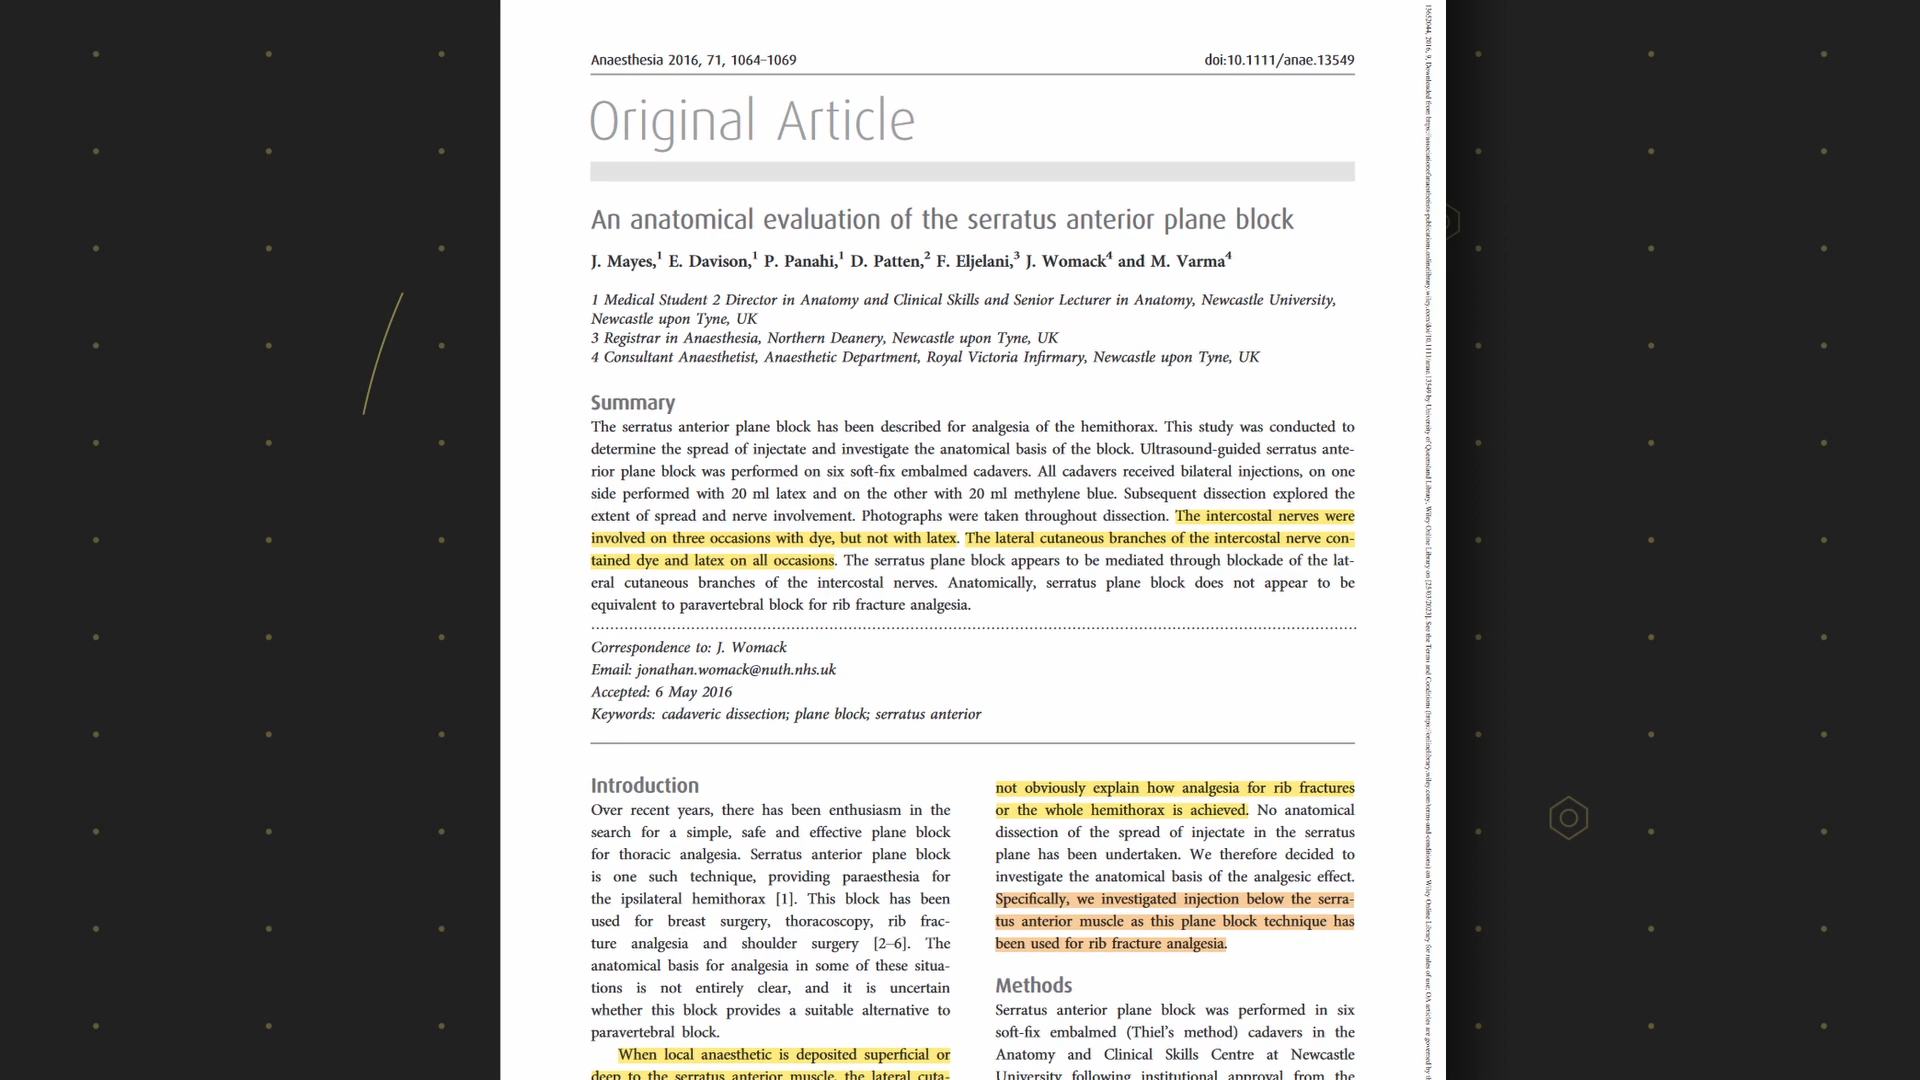 Anaesthesia 2016, 71, 1064–1069
doi:10.1111/anae.13549
Original Article
An anatomical evaluation of the serratus anterior plane block
J. Mayes,1 E. Davison,1 P. Panahi,1 D. Patten,2 F. Eljelani,3 J. Womack4 and M. Varma4
1 Medical Student 2 Director in Anatomy and Clinical Skills and Senior Lecturer in Anatomy, Newcastle University,
Newcastle upon Tyne, UK
3 Registrar in Anaesthesia, Northern Deanery, Newcastle upon Tyne, UK
4 Consultant Anaesthetist, Anaesthetic Department, Royal Victoria Infirmary, Newcastle upon Tyne, UK
Summary
The serratus anterior plane block has been described for analgesia of the hemithorax. This study was conducted to
determine the spread of injectate and investigate the anatomical basis of the block. Ultrasound-guided serratus ante-
rior plane block was performed on six soft-fix embalmed cadavers. All cadavers received bilateral injections, on one
side performed with 20 ml latex and on the other with 20 ml methylene blue. Subsequent dissection explored the
extent of spread and nerve involvement. Photographs were taken throughout dissection. The intercostal nerves were
involved on three occasions with dye, but not with latex. The lateral cutaneous branches of the intercostal nerve con-
tained dye and latex on all occasions. The serratus plane block appears to be mediated through blockade of the lat-
eral cutaneous branches of the intercostal nerves. Anatomically, serratus plane block does not appear to be
equivalent to paravertebral block for rib fracture analgesia.
Correspondence to: J. Womack
Email: jonathan.womack@nuth.nhs.uk
Accepted: 6 May 2016
Keywords: cadaveric dissection; plane block; serratus anterior
Introduction
Over recent years, there has been enthusiasm in the
search for a simple, safe and effective plane block
for thoracic analgesia. Serratus anterior plane block
is one such technique, providing paraesthesia for
the ipsilateral hemithorax [1]. This block has been
used for breast surgery, thoracoscopy, rib frac-
ture analgesia and shoulder surgery [2–6]. The
anatomical basis for analgesia in some of these situa-
tions is not entirely clear, and it is uncertain
whether this block provides a suitable alternative to
paravertebral block.
When local anaesthetic is deposited superficial or
deep to the serratus anterior muscle, the lateral cuta-
not obviously explain how analgesia for rib fractures
or the whole hemithorax is achieved. No anatomical
dissection of the spread of injectate in the serratus
plane has been undertaken. We therefore decided to
investigate the anatomical basis of the analgesic effect.
Specifically, we investigated injection below the serra-
tus anterior muscle as this plane block technique has
been used for rib fracture analgesia.
Methods
Serratus anterior plane block was performed in six
soft-fix embalmed (Thiel's method) cadavers in the
Anatomy and Clinical Skills Centre at Newcastle
University following institutional approval from the